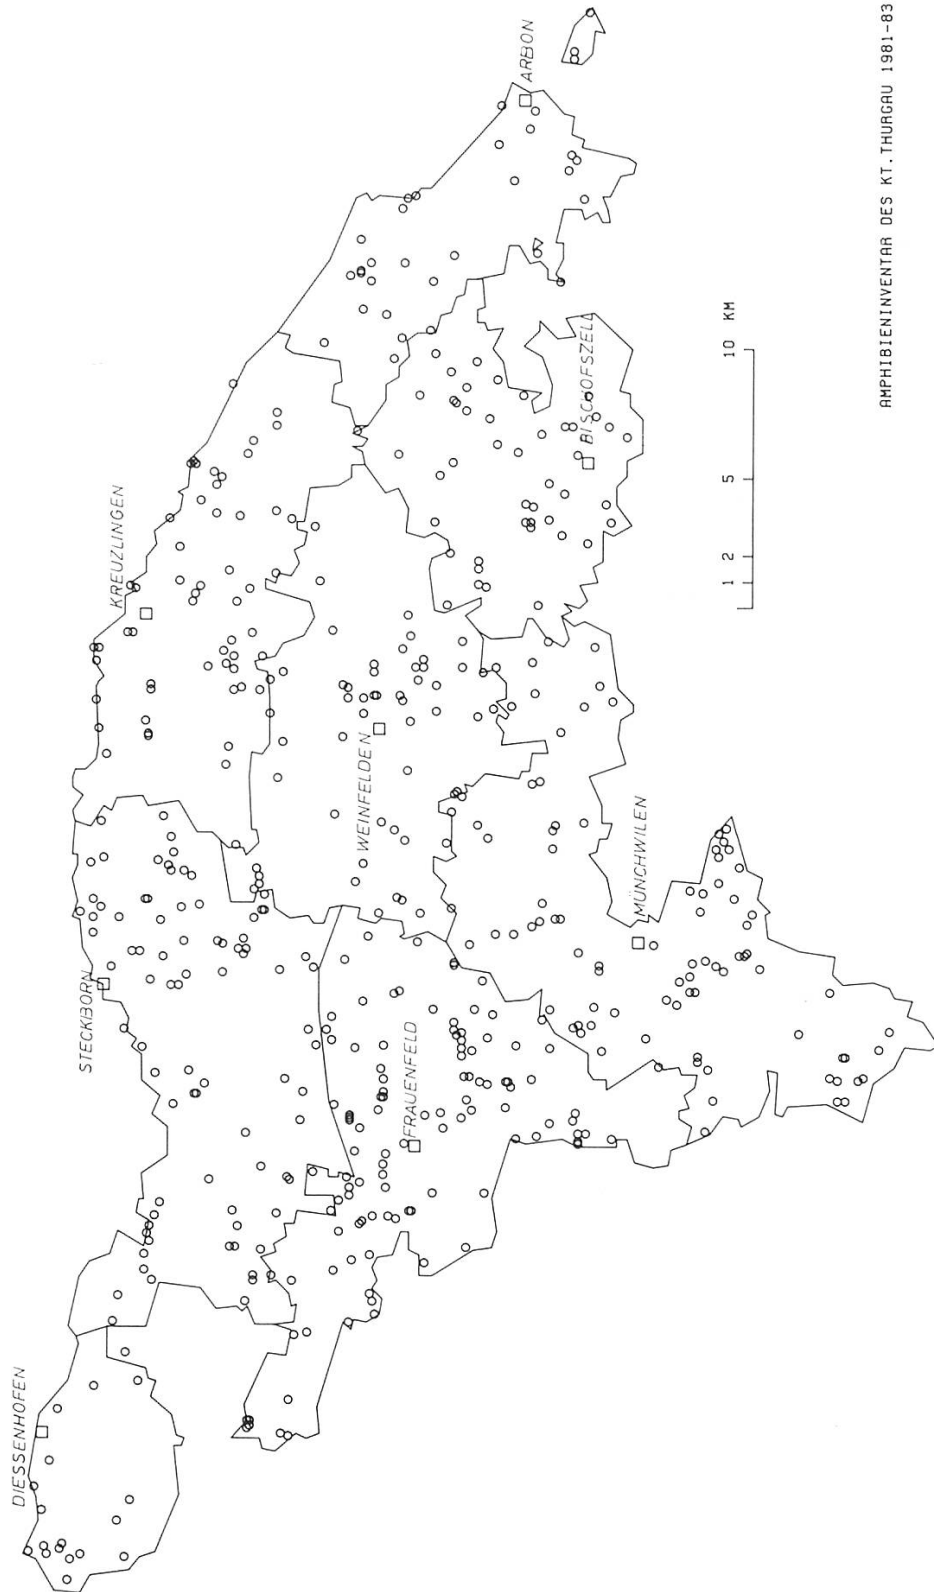 DIESSENHOFEN
STECKBORN
KREUZLINGEN
ARBON
FRAUENFELD
WEINFELDEN
BISCHOFSZELL
MÜNCHWILEN
1 2 5 10 KM
AMPHIBIENINVENTAR DES KT.THURGAU 1981-83